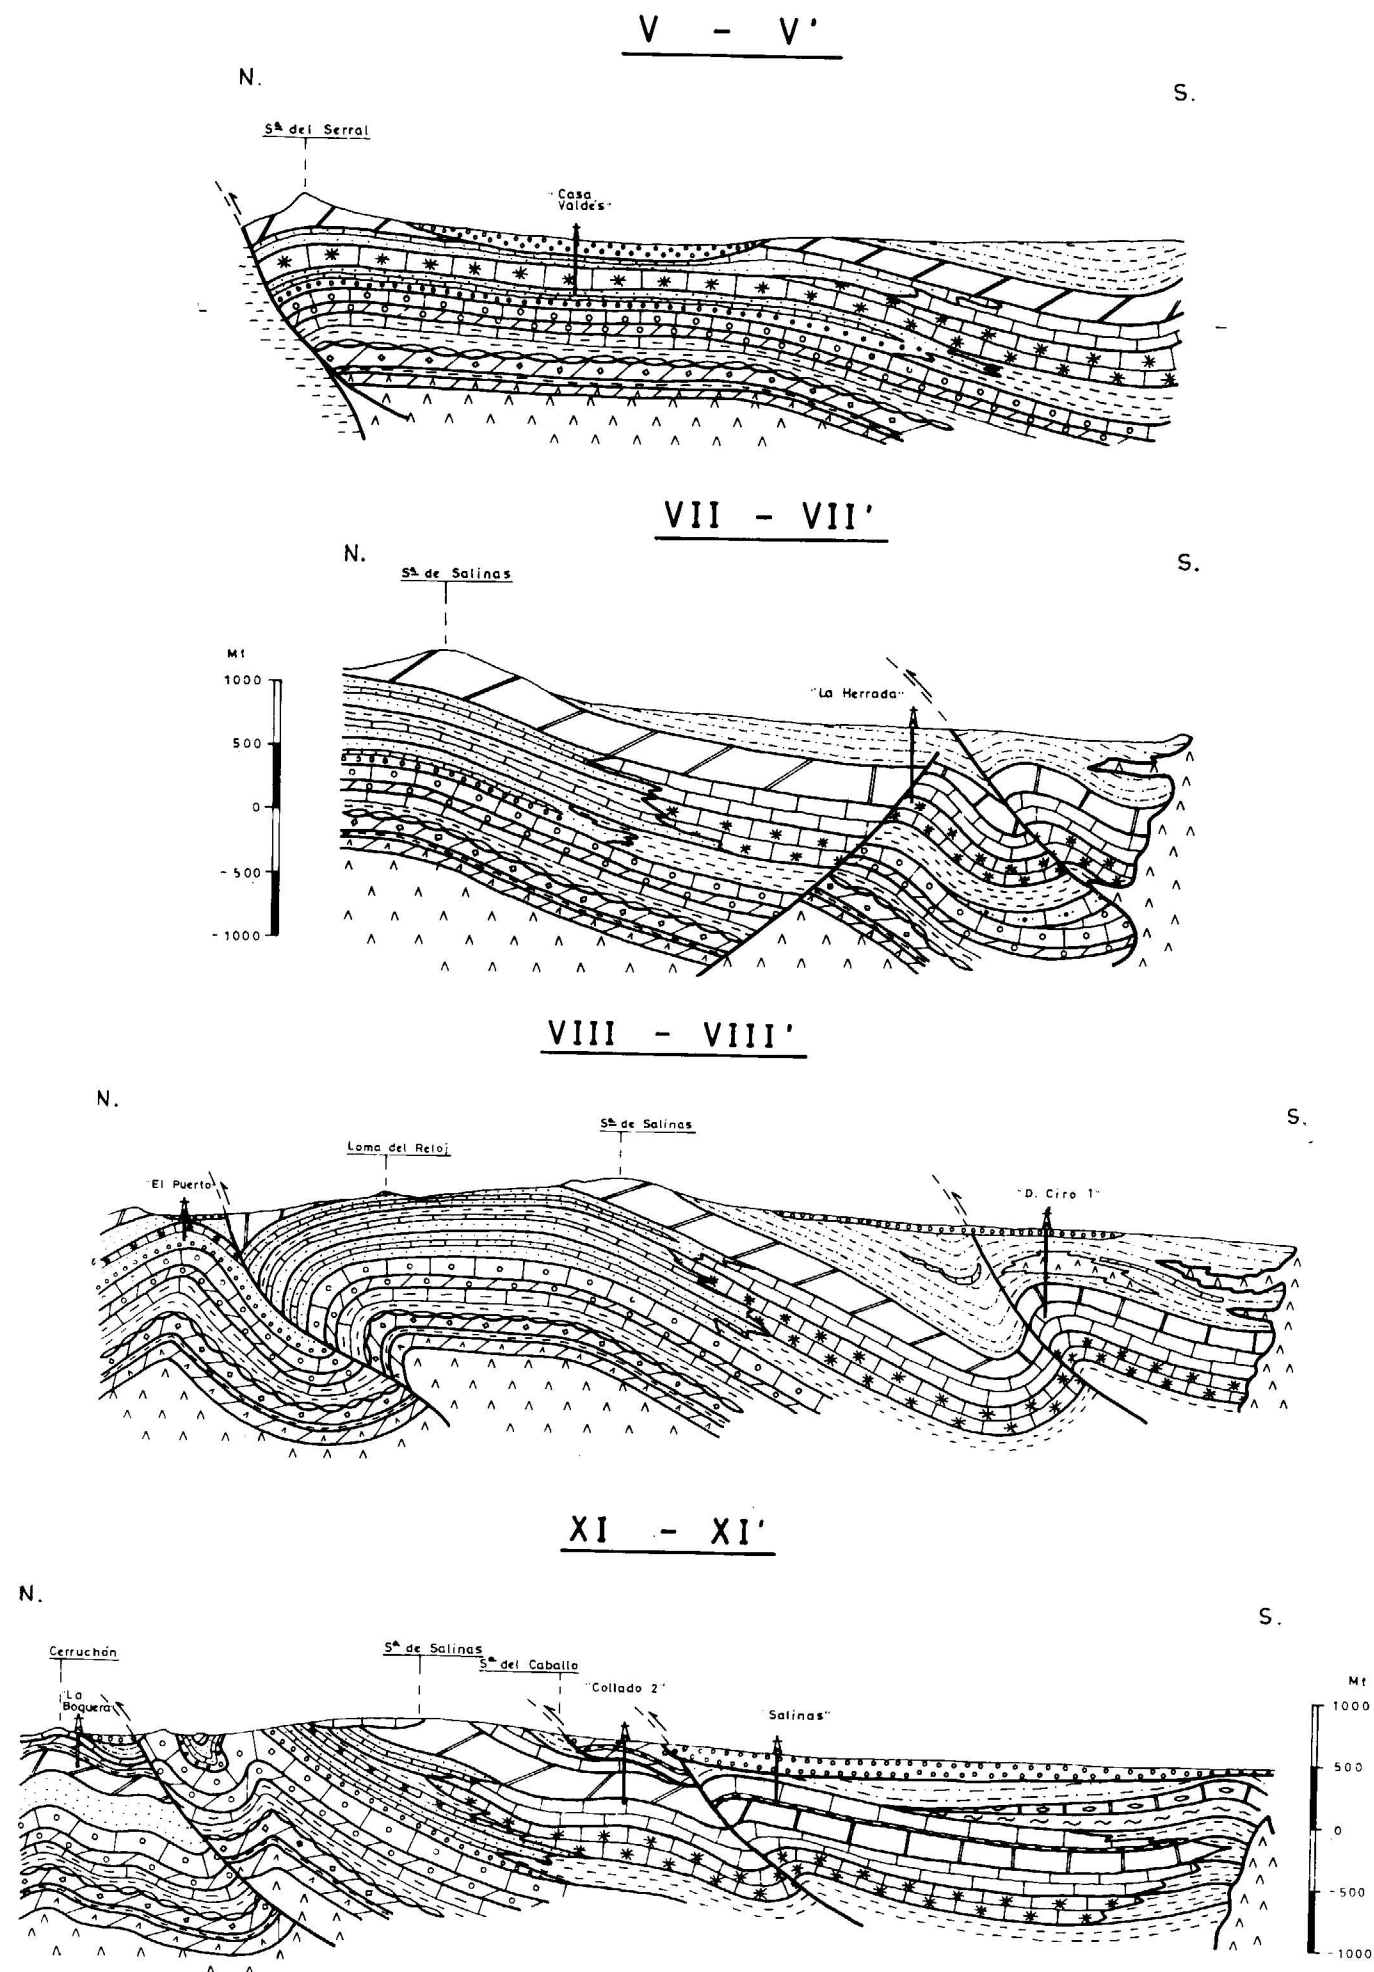 V - V'
N.
S.
Sª del Serral
"Casa
Valdés"
VII - VII'
N.
S.
Sª de Salinas
Mt
1000
500
0
- 500
- 1000
"La Herrada"
VIII - VIII'
N.
S.
Sª de Salinas
Loma del Reloj
"El Puerto"
"D. Ciro 1"
XI - XI'
N.
S.
Cerruchón
"La
Boquera"
Sª de Salinas
Sª del Caballo
"Collado 2"
"Salinas"
Mt
1000
500
0
- 500
- 1000